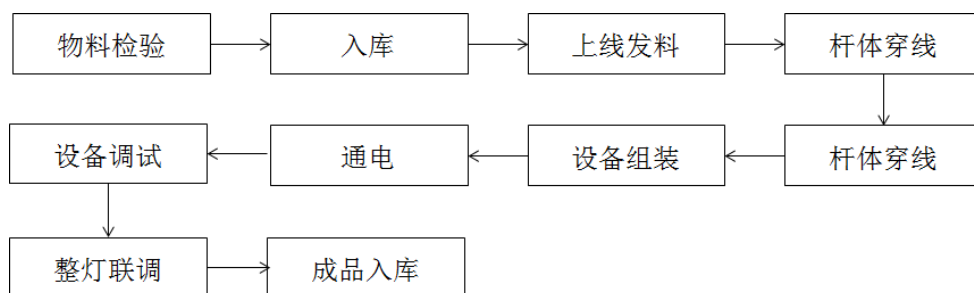 物料检验
入库
上线发料
杆体穿线
杆体穿线
设备组装
通电
设备调试
整灯联调
成品入库